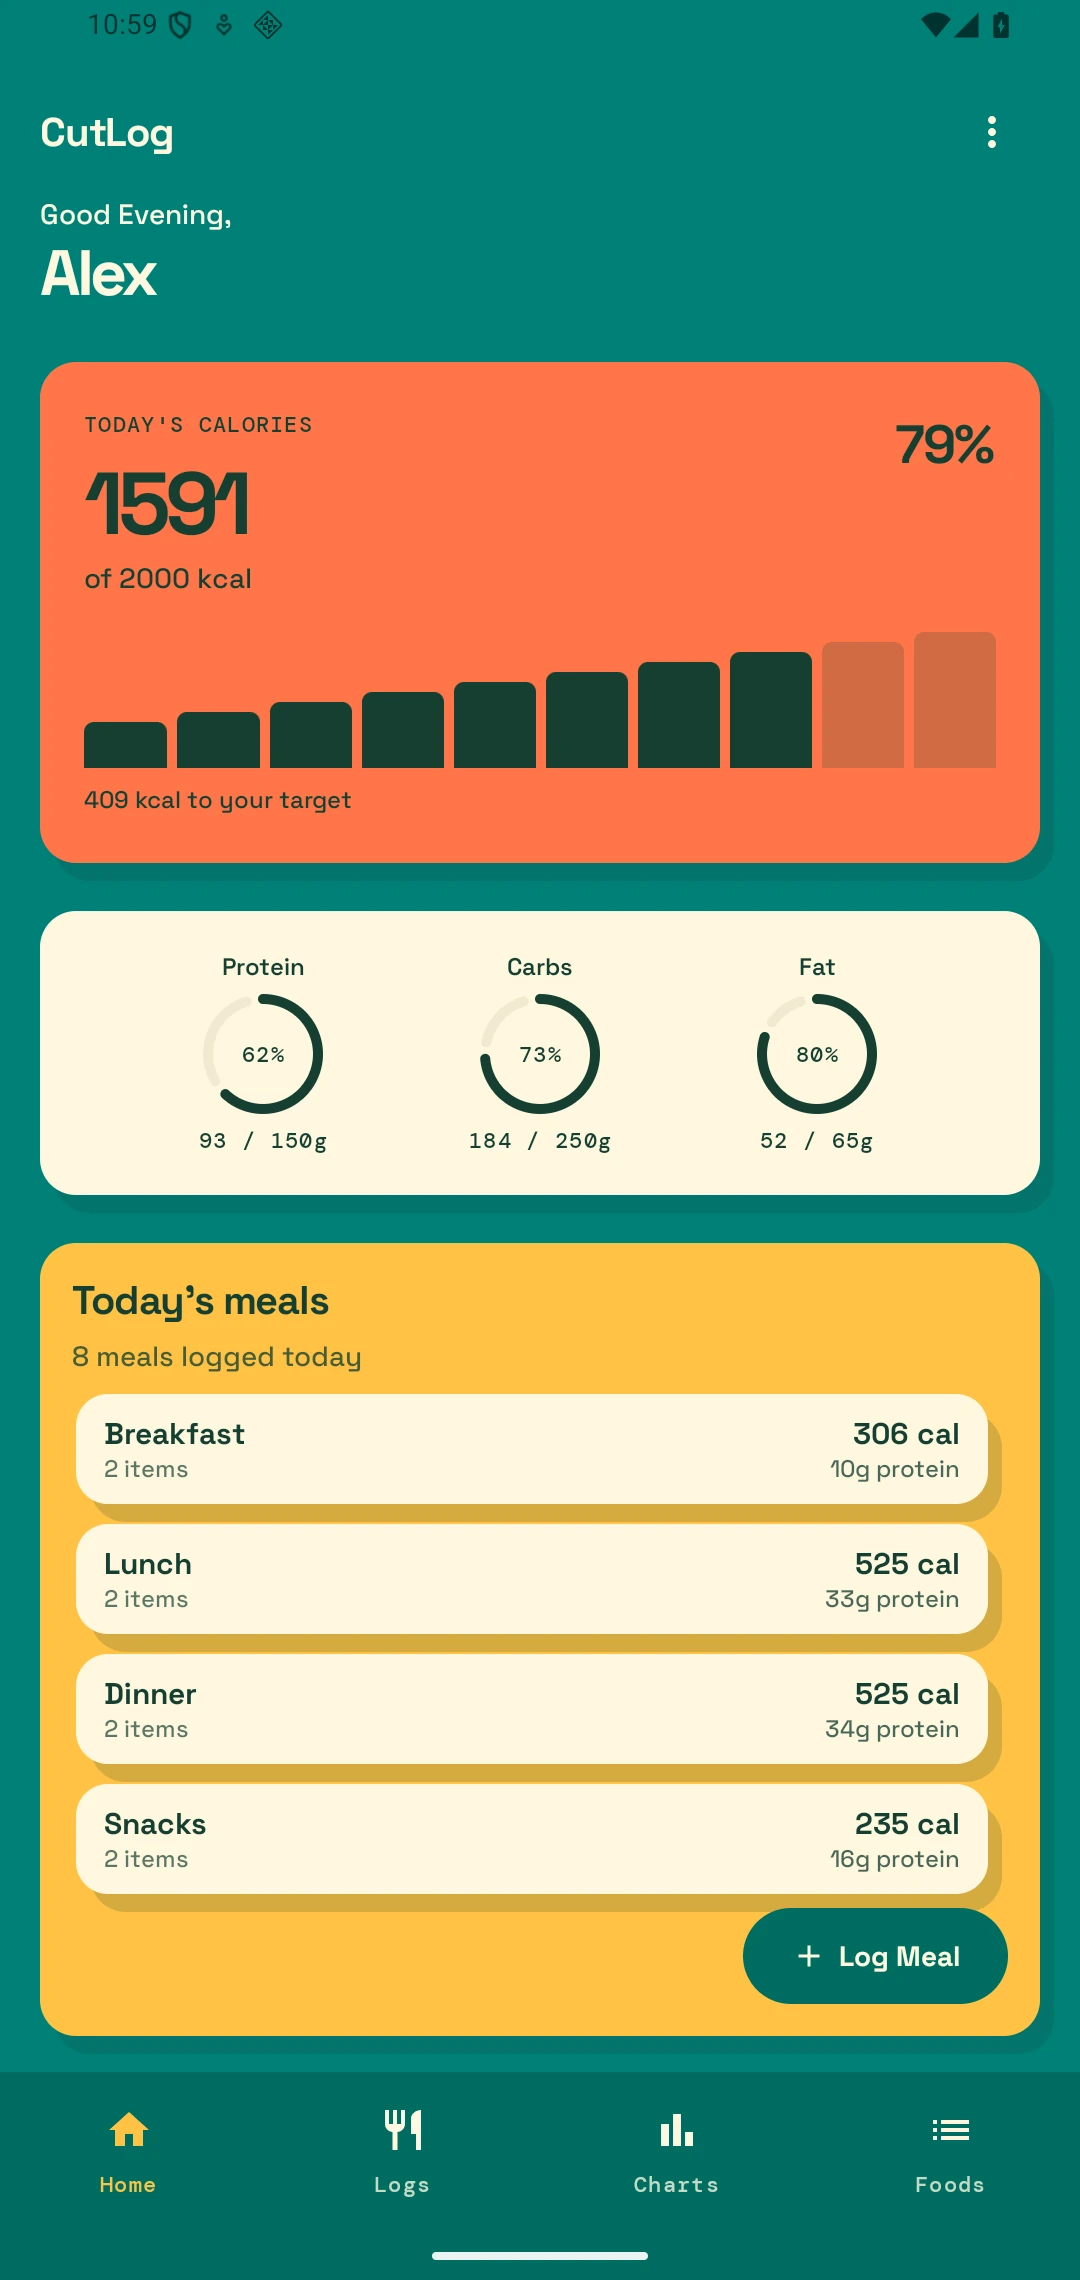 10:59
CutLog
Good Evening,
Alex
TODAY'S CALORIES
79%
1591
of 2000 kcal
409 kcal to your target
Protein Carbs Fat
62% 73% 80%
93 / 150g 184 / 250g 52 / 65g
Today’s meals
8 meals logged today
Breakfast 306 cal
2 items 10g protein
Lunch 525 cal
2 items 33g protein
Dinner 525 cal
2 items 34g protein
Snacks 235 cal
2 items 16g protein
+ Log Meal
Home Logs Charts Foods